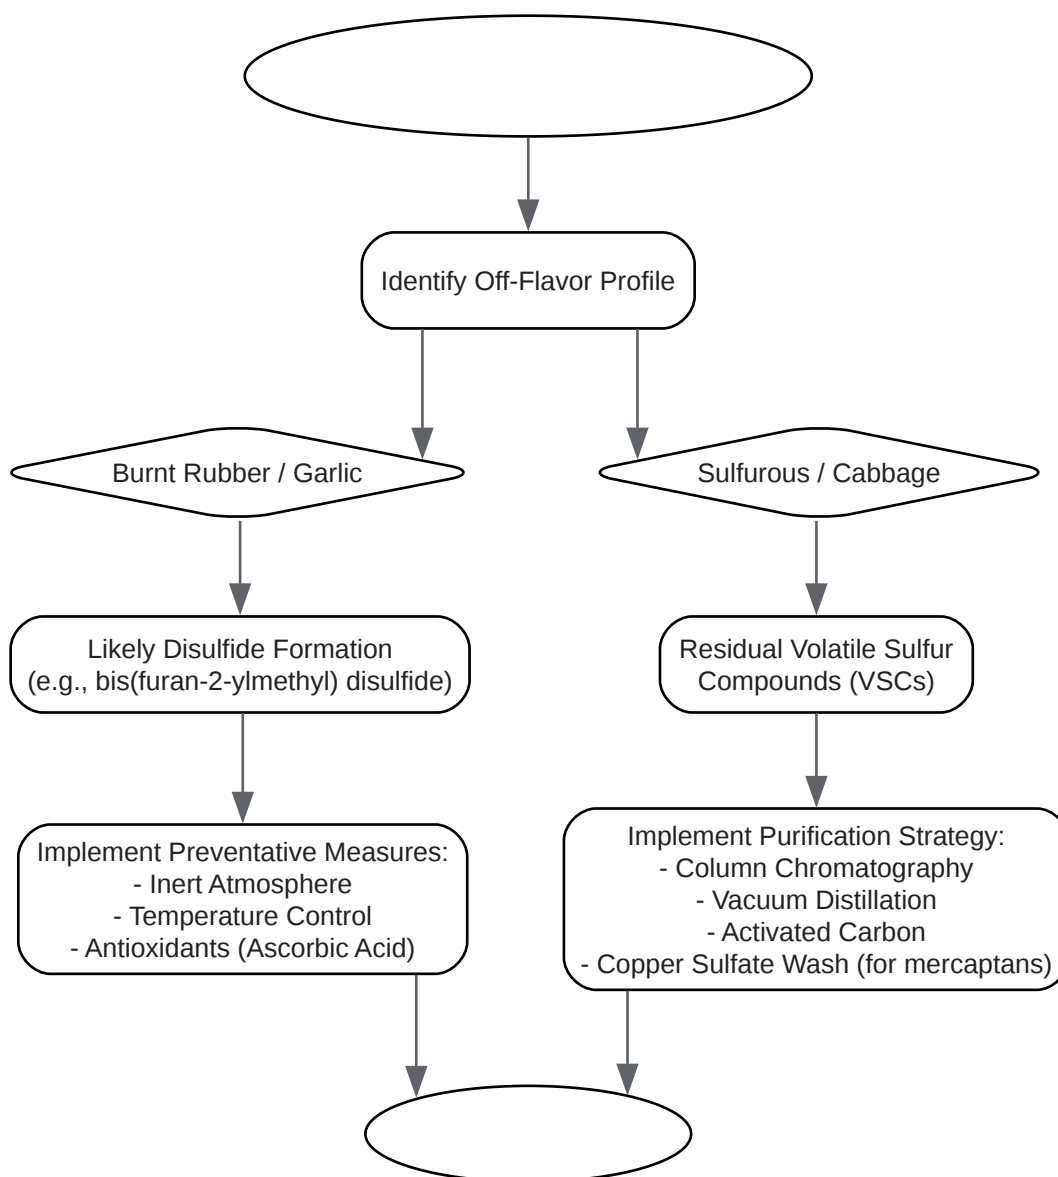 Identify Off-Flavor Profile
Burnt Rubber / Garlic
Sulfurous / Cabbage
Likely Disulfide Formation
(e.g., bis(furan-2-ylmethyl) disulfide)
Residual Volatile Sulfur
Compounds (VSCs)
Implement Preventative Measures:
- Inert Atmosphere
- Temperature Control
- Antioxidants (Ascorbic Acid)
Implement Purification Strategy:
- Column Chromatography
- Vacuum Distillation
- Activated Carbon
- Copper Sulfate Wash (for mercaptans)